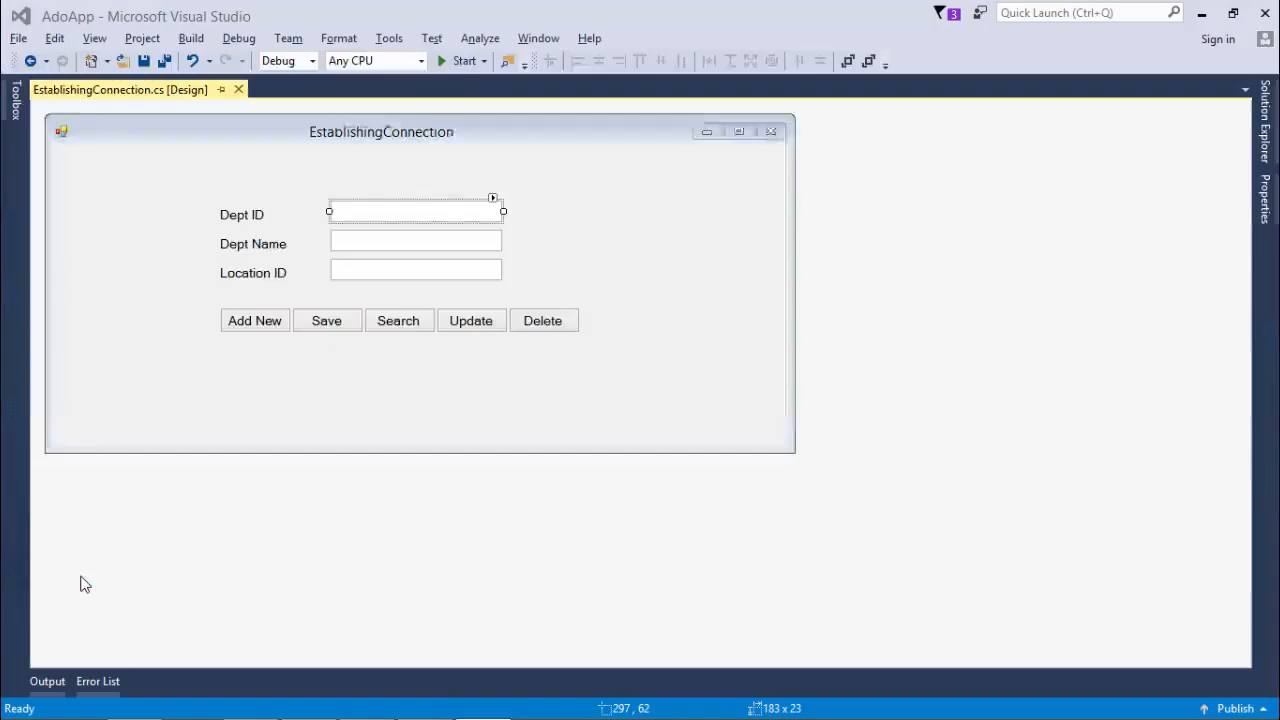 AdoApp - Microsoft Visual Studio
3
Quick Launch (Ctrl+Q)
File Edit View Project Build Debug Team Format Tools Test Analyze Window Help
Sign in
Debug Any CPU Start
Toolbox
EstablishingConnection.cs [Design]
Solution Explorer
Properties
EstablishingConnection
Dept ID
Dept Name
Location ID
Add New Save Search Update Delete
Output Error List
Ready 297 , 62 183 x 23 Publish